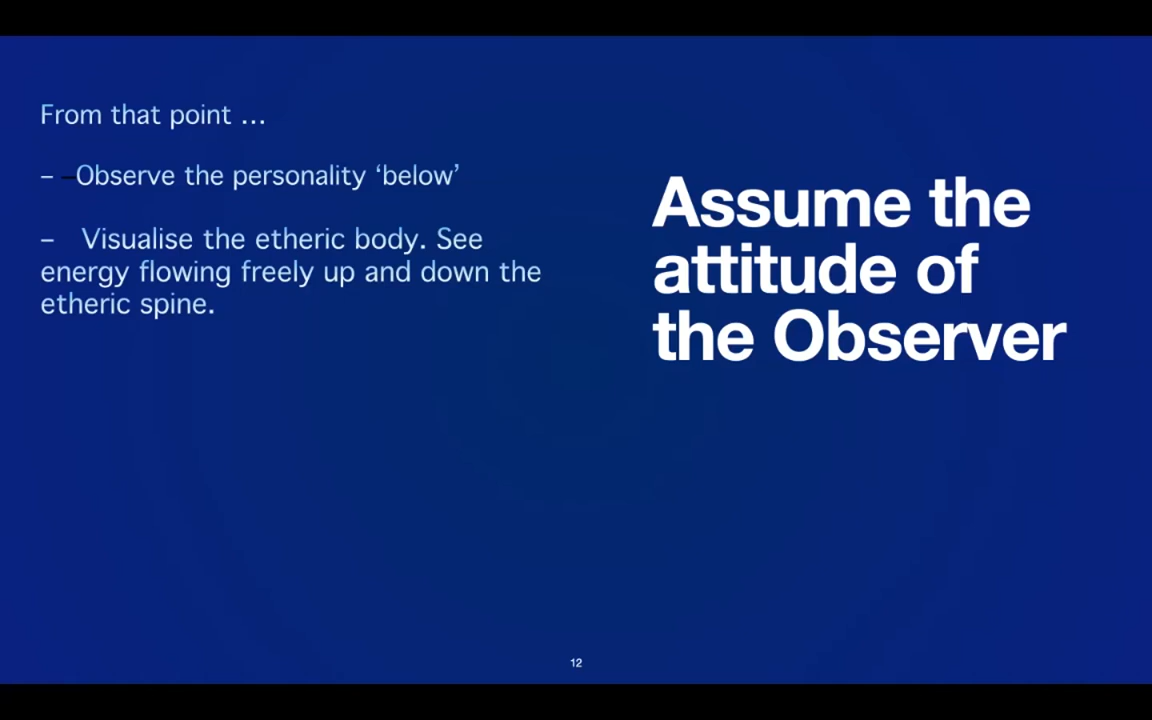 From that point …
– –Observe the personality ‘below’
– Visualise the etheric body. See
energy flowing freely up and down the
etheric spine.
Assume the
attitude of
the Observer
12